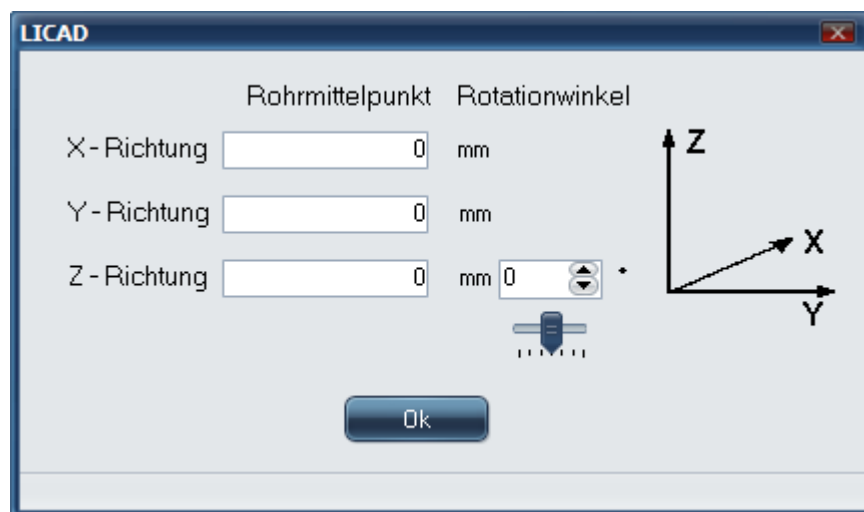 LICAD
Rohrmittelpunkt Rotationwinkel
X - Richtung 0 mm
Y - Richtung 0 mm
Z - Richtung 0 mm 0 °
Z
X
Y
Ok